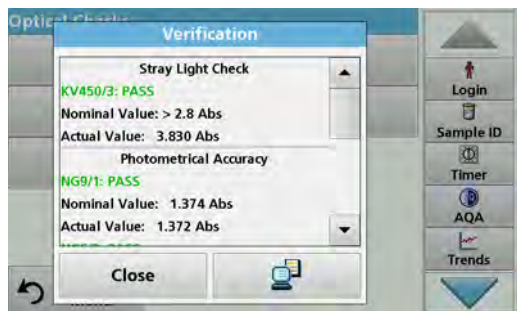 Optical Checks
Verification
Stray Light Check
KV450/3: PASS
Nominal Value: > 2.8 Abs
Actual Value: 3.830 Abs
Photometrical Accuracy
NG9/1: PASS
Nominal Value: 1.374 Abs
Actual Value: 1.372 Abs
Close
Login
Sample ID
Timer
AQA
Trends